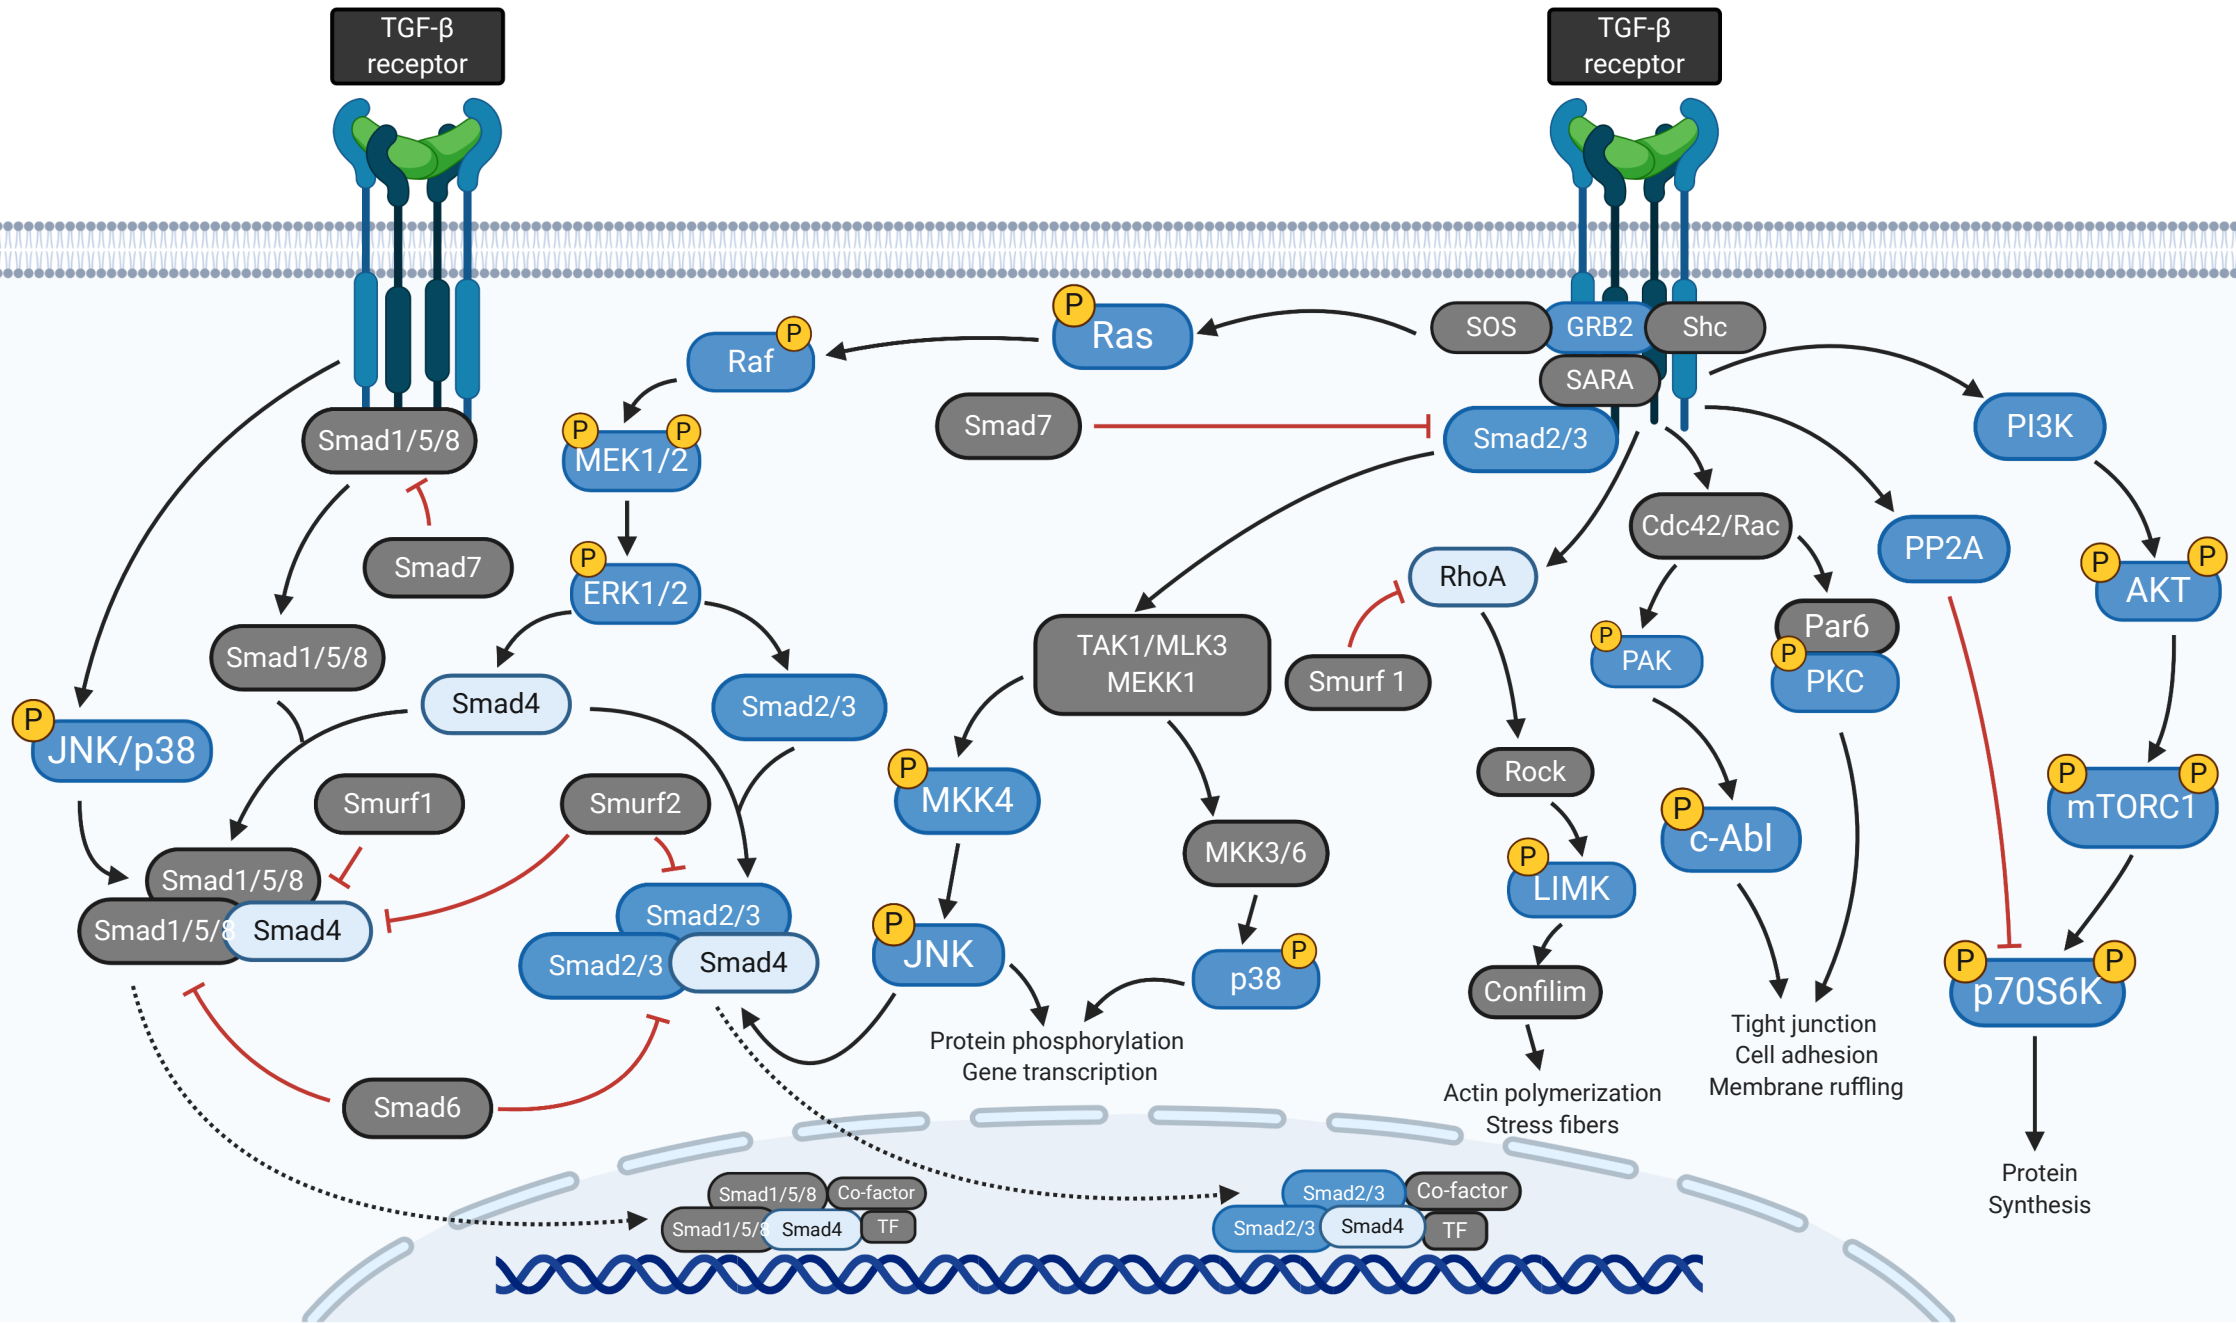 TGF-β
receptor
TGF-β
receptor
P
Ras
SOS
GRB2
Shc
P
Raf
SARA
Smad7
Smad2/3
PI3K
Smad1/5/8
P
P
MEK1/2
Smad7
P
ERK1/2
RhoA
Cdc42/Rac
PP2A
P
P
AKT
Smad1/5/8
Smad4
Smad2/3
TAK1/MLK3
MEKK1
Smurf 1
P
PAK
Par6
P
PKC
P
JNK/p38
Smurf1
Smurf2
P
MKK4
MKK3/6
Rock
P
LIMK
P
c-Abl
P
P
mTORC1
Smad1/5/8
Smad1/5/8
Smad4
Smad2/3
Smad2/3
Smad4
P
JNK
P
p38
Confilim
P
P
p70S6K
Protein phosphorylation
Gene transcription
Tight junction
Cell adhesion
Membrane ruffling
Smad6
Actin polymerization
Stress fibers
Protein
Synthesis
Smad1/5/8
Co-factor
Smad1/5/8
Smad4
TF
Smad2/3
Co-factor
Smad2/3
Smad4
TF